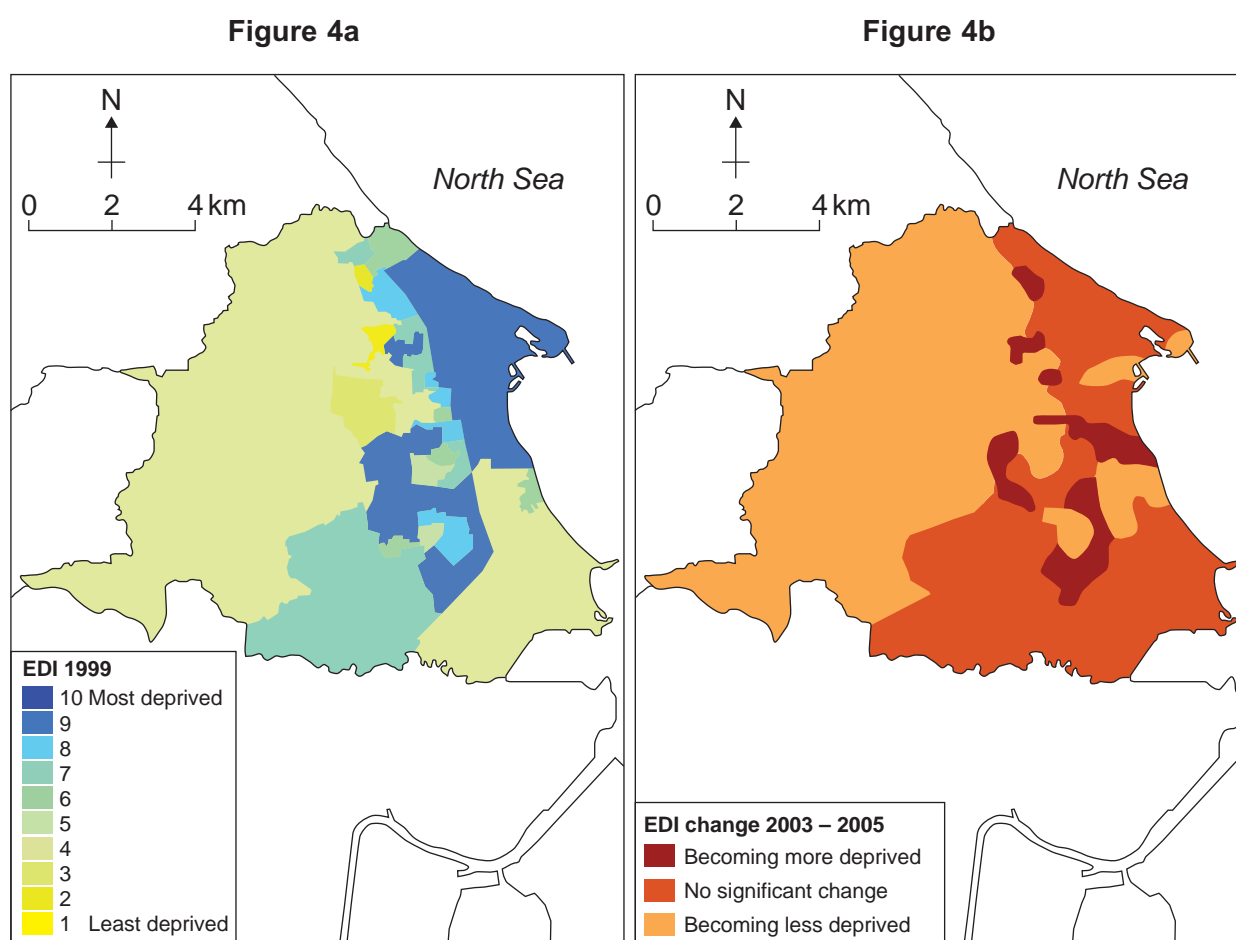 Figure 4a
N
North Sea
0 2 4 km
EDI 1999
10 Most deprived
9
8
7
6
5
4
3
2
1 Least deprived
Figure 4b
N
North Sea
0 2 4 km
EDI change 2003 – 2005
Becoming more deprived
No significant change
Becoming less deprived